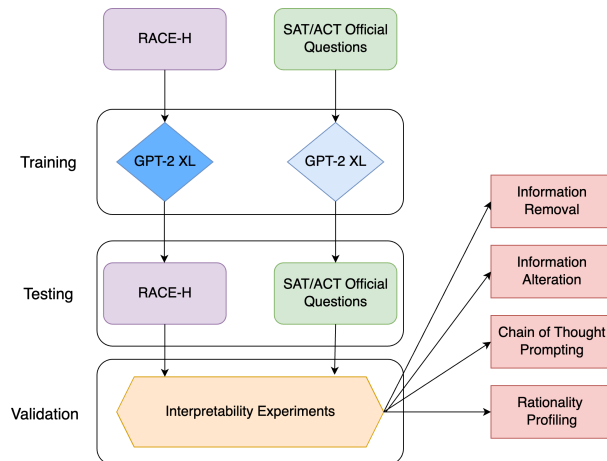 RACE-H
SAT/ACT Official
Questions
Training
GPT-2 XL
GPT-2 XL
Information
Removal
Testing
RACE-H
SAT/ACT Official
Questions
Information
Alteration
Chain of Thought
Prompting
Validation
Interpretability Experiments
Rationality
Profiling